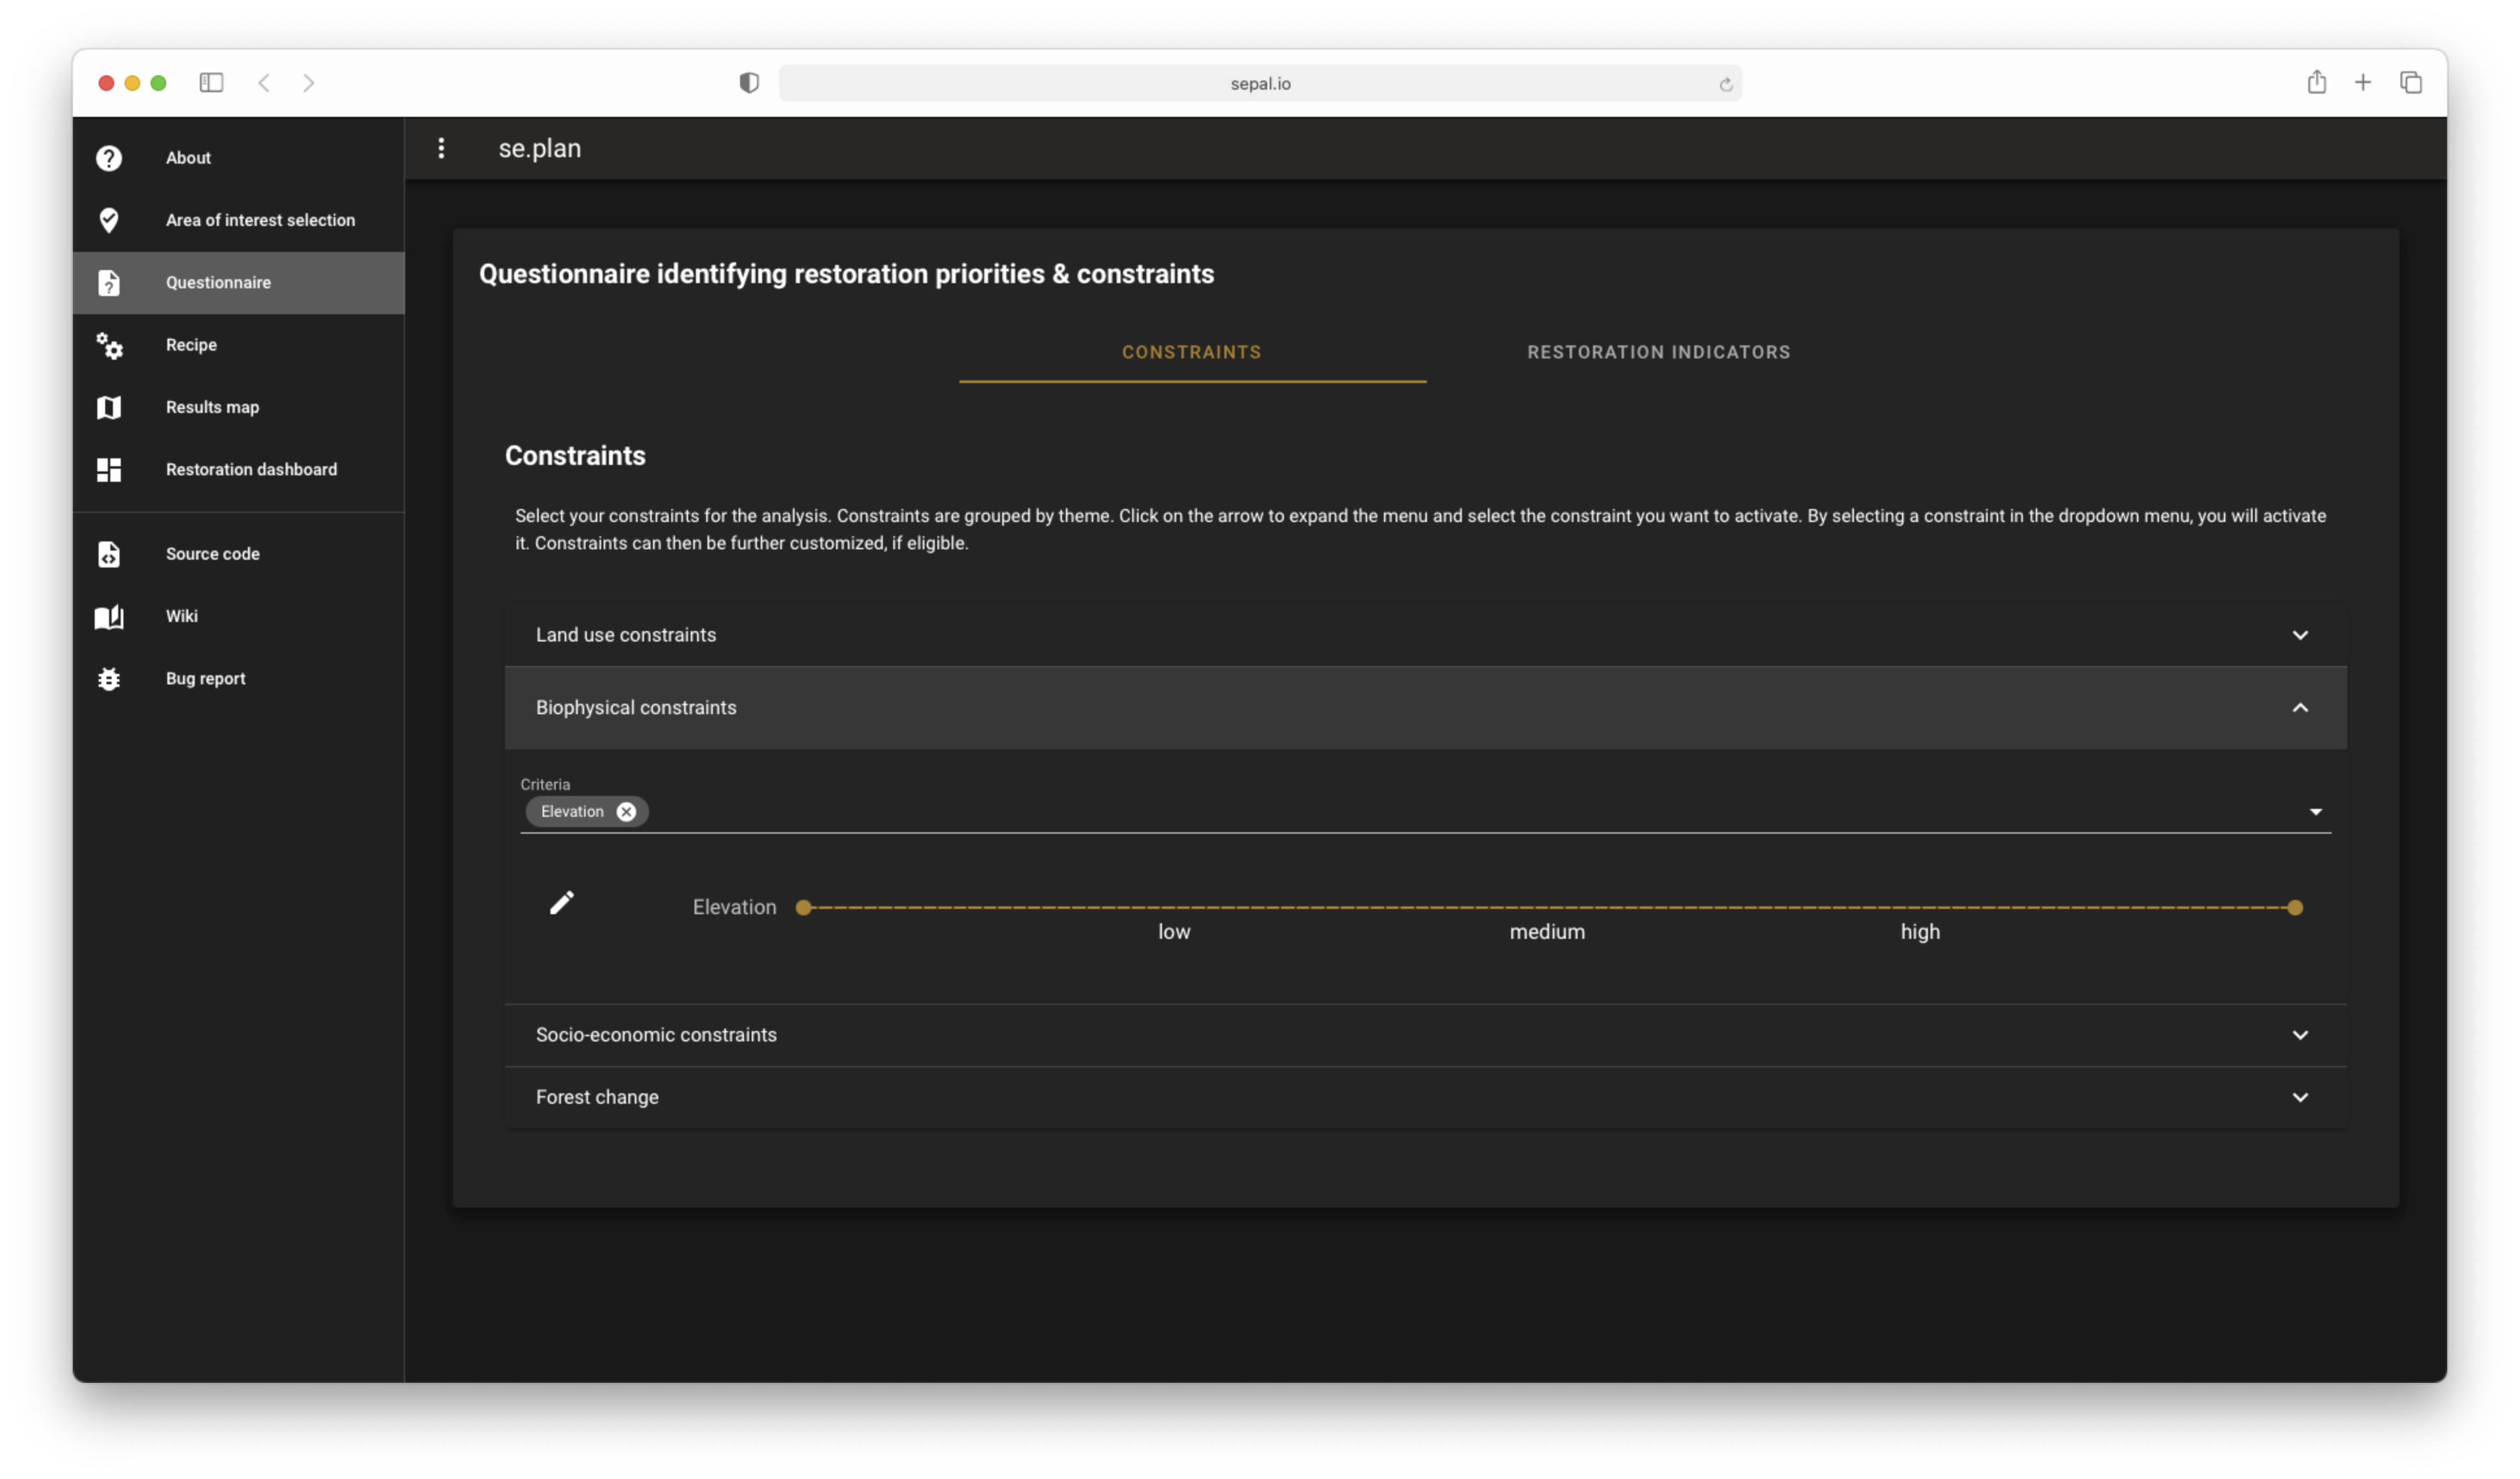 sepal.io
About
Area of interest selection
Questionnaire
Recipe
Results map
Restoration dashboard
Source code
Wiki
Bug report
se.plan
Questionnaire identifying restoration priorities & constraints
CONSTRAINTS
RESTORATION INDICATORS
Constraints
Select your constraints for the analysis. Constraints are grouped by theme. Click on the arrow to expand the menu and select the constraint you want to activate. By selecting a constraint in the dropdown menu, you will activate
it. Constraints can then be further customized, if eligible.
Land use constraints
Biophysical constraints
Criteria
Elevation
Elevation
low medium high
Socio-economic constraints
Forest change